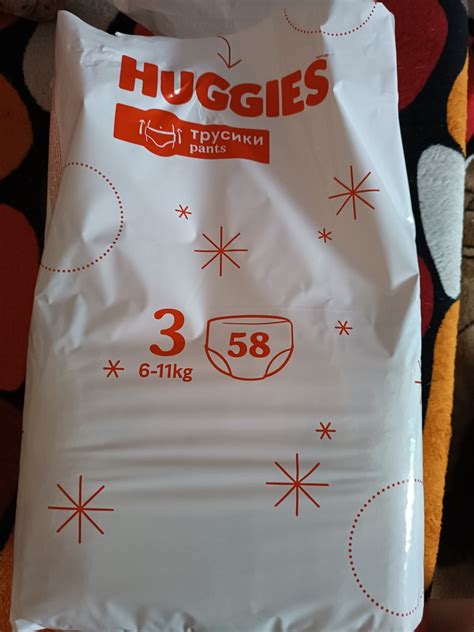 HUGGIES
трусики
pants
3
58
6-11kg